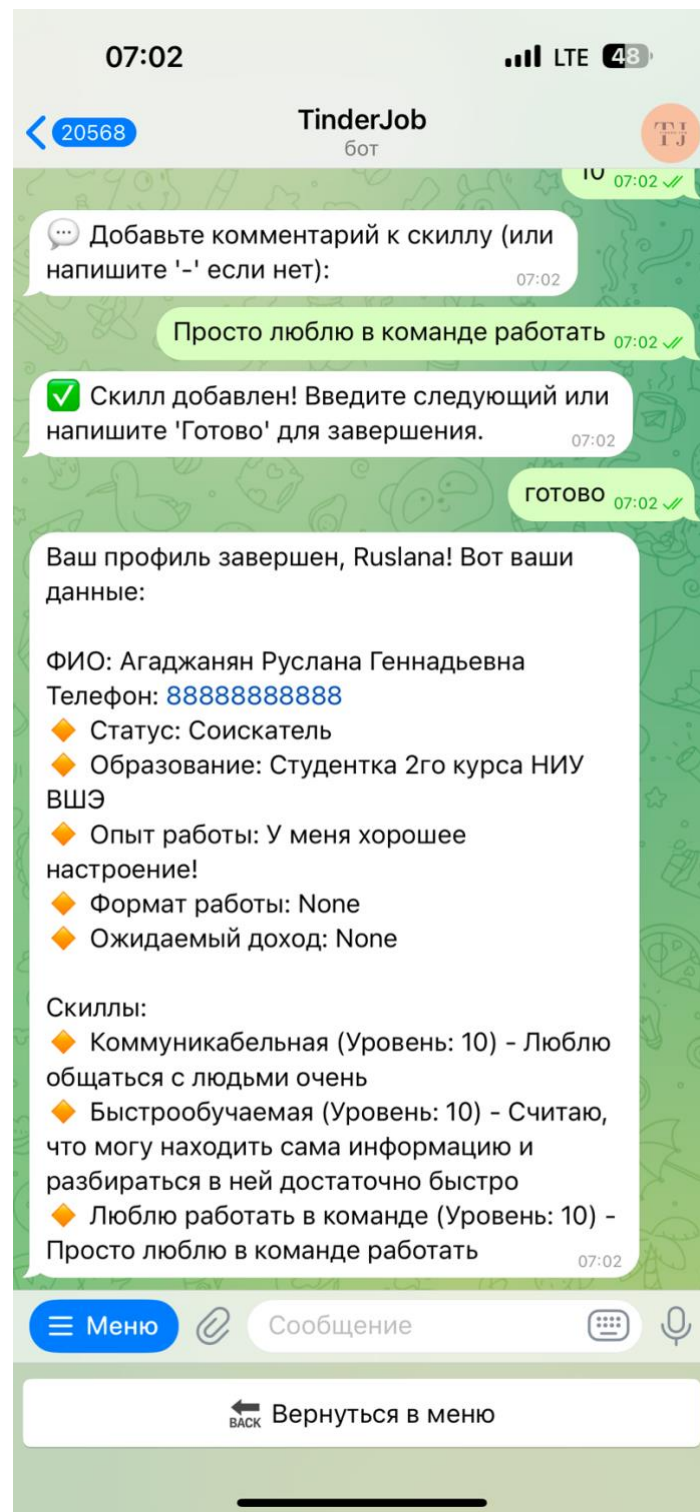 07:02
LTE 48
20568
TinderJob
бот
TJ
10 07:02
Добавьте комментарий к скиллу (или
напишите '-' если нет):
07:02
Просто люблю в команде работать 07:02
Скилл добавлен! Введите следующий или
напишите 'Готово' для завершения.
07:02
готово 07:02
Ваш профиль завершен, Ruslana! Вот ваши
данные:
ФИО: Агаджанян Руслана Геннадьевна
Телефон: 88888888888
🔸 Статус: Соискатель
🔸 Образование: Студентка 2го курса НИУ
ВШЭ
🔸 Опыт работы: У меня хорошее
настроение!
🔸 Формат работы: None
🔸 Ожидаемый доход: None
Скиллы:
🔸 Коммуникабельная (Уровень: 10) - Люблю
общаться с людьми очень
🔸 Быстрообучаемая (Уровень: 10) - Считаю,
что могу находить сама информацию и
разбираться в ней достаточно быстро
🔸 Люблю работать в команде (Уровень: 10) -
Просто люблю в команде работать
07:02
Меню
Сообщение
BACK Вернуться в меню